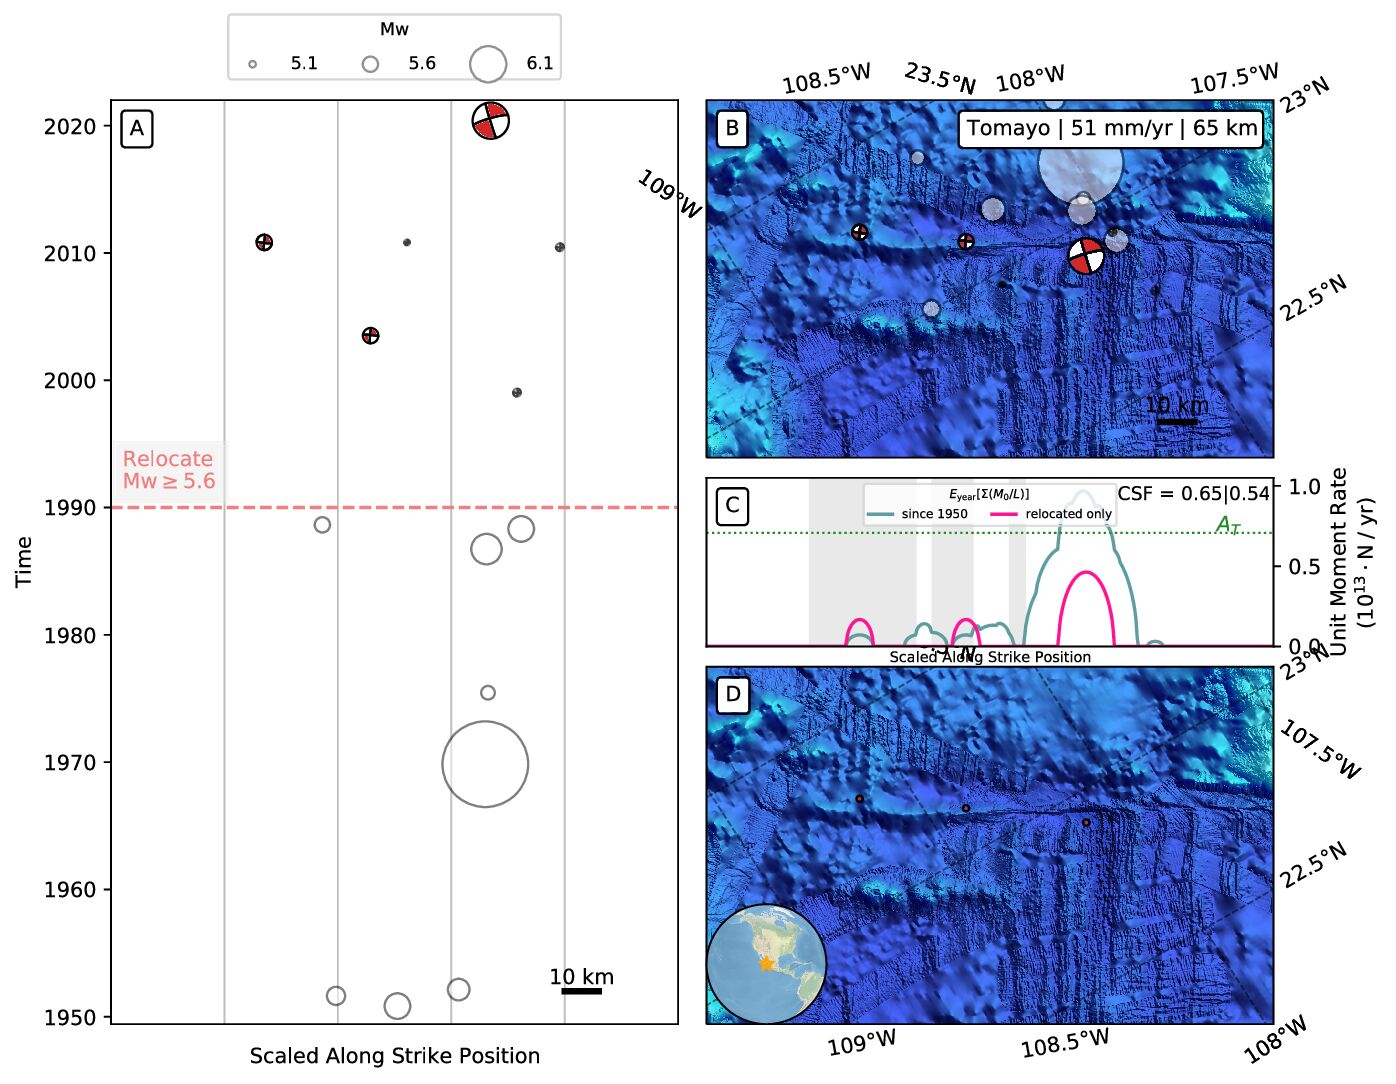 Mw
5.1 5.6 6.1
A
2020
2010
2000
1990
1980
1970
1960
1950
Time
Relocate
Mw ≥ 5.6
10 km
Scaled Along Strike Position
108.5°W 23.5°N 108°W 107.5°W 23°N
109°W
22.5°N
B
Tomayo | 51 mm/yr | 65 km
10 km
C
E_year[Σ(M₀/L)]
since 1950 relocated only
CSF = 0.65|0.54
A_T
1.0
0.5
0.0
Unit Moment Rate
(10¹³ · N / yr)
Scaled Along Strike Position
23°N
D
107.5°W
22.5°N
109°W 108.5°W 108°W